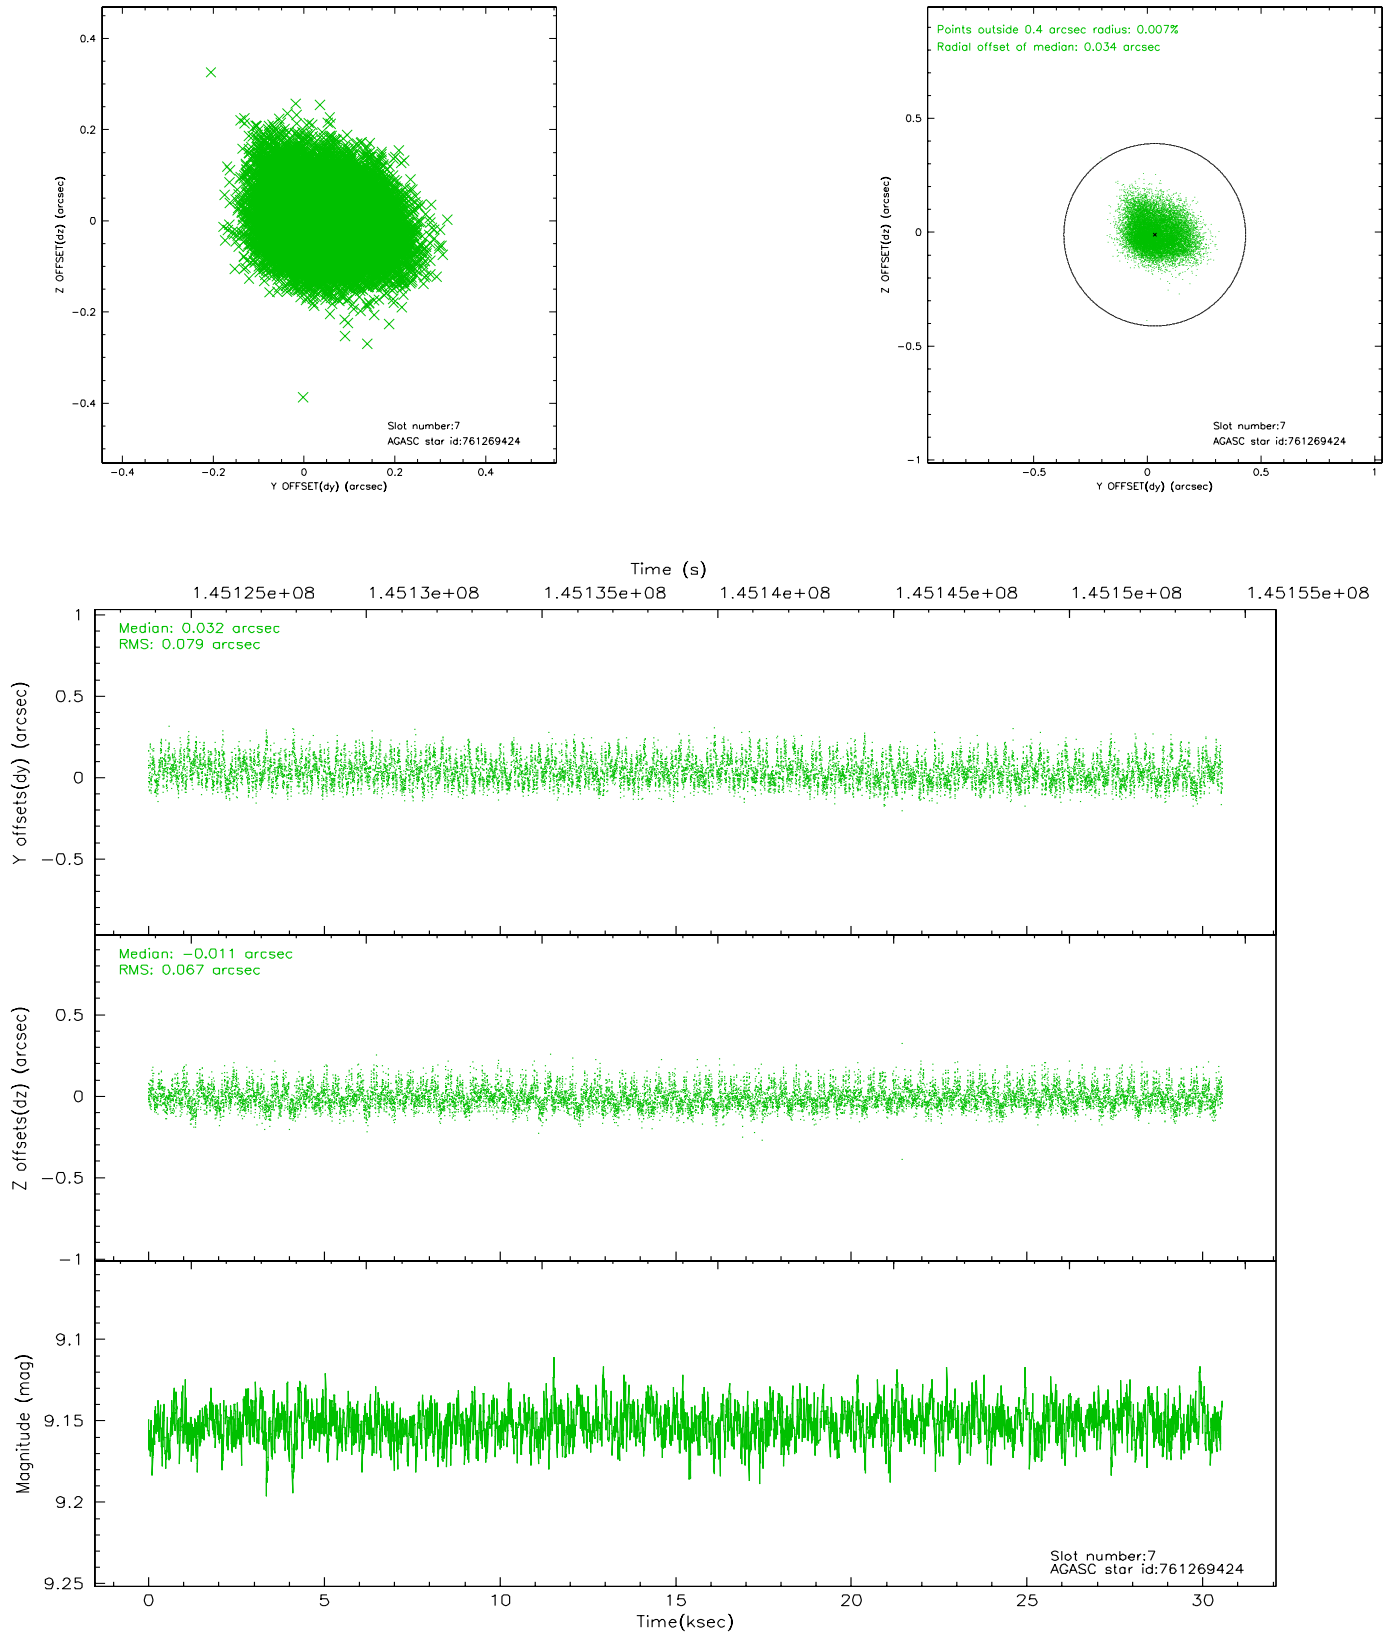 0.4
0.2
0
−0.2
−0.4
Z OFFSET(dz) (arcsec)
Slot number:7
AGASC star id:761269424
−0.4
−0.2
0
0.2
0.4
Y OFFSET(dy) (arcsec)
Points outside 0.4 arcsec radius: 0.007%
Radial offset of median: 0.034 arcsec
0.5
0
−0.5
−1
Z OFFSET(dz) (arcsec)
Slot number:7
AGASC star id:761269424
−0.5
0
0.5
1
Y OFFSET(dy) (arcsec)
Time (s)
1.45125e+08
1.4513e+08
1.45135e+08
1.4514e+08
1.45145e+08
1.4515e+08
1.45155e+08
Median: 0.032 arcsec
RMS: 0.079 arcsec
1
0.5
0
−0.5
Y offsets(dy) (arcsec)
Median: −0.011 arcsec
RMS: 0.067 arcsec
0.5
0
−0.5
−1
Z offsets(dz) (arcsec)
9.1
9.15
9.2
9.25
Magnitude (mag)
Slot number:7
AGASC star id:761269424
0
5
10
15
20
25
30
Time(ksec)